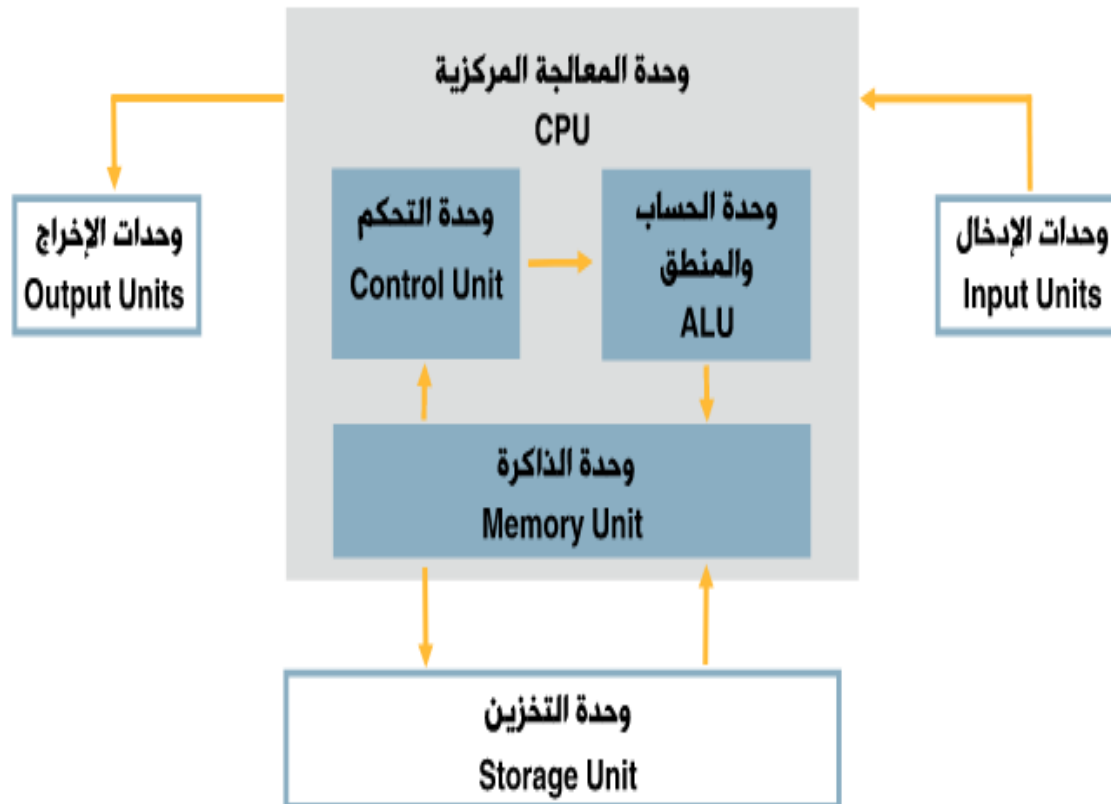 وحدة المعالجة المركزية
CPU
وحدات الإدخال
Input Units
وحدة الحساب
والمنطق
ALU
وحدة التحكم
Control Unit
وحدات الإخراج
Output Units
وحدة الذاكرة
Memory Unit
وحدة التخزين
Storage Unit